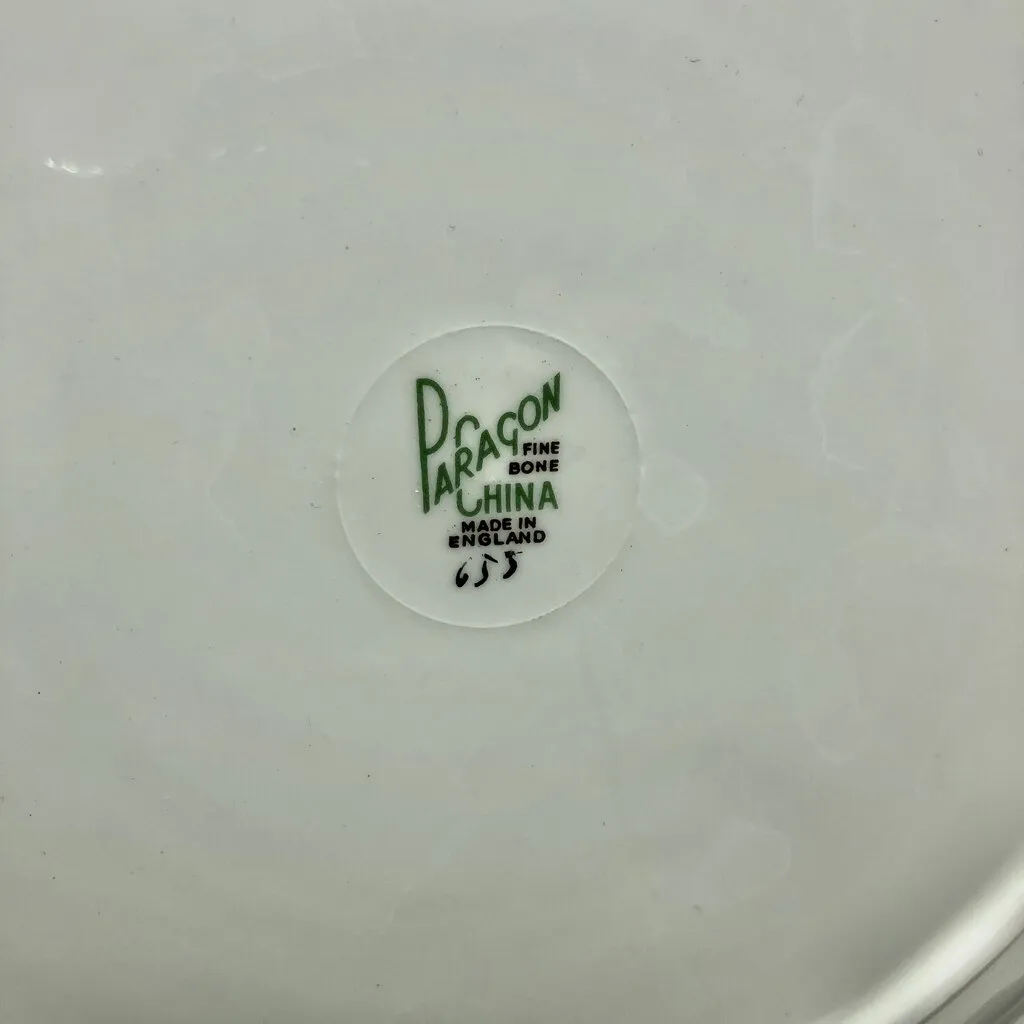 PARAGON
FINE
BONE
CHINA
MADE IN
ENGLAND
655